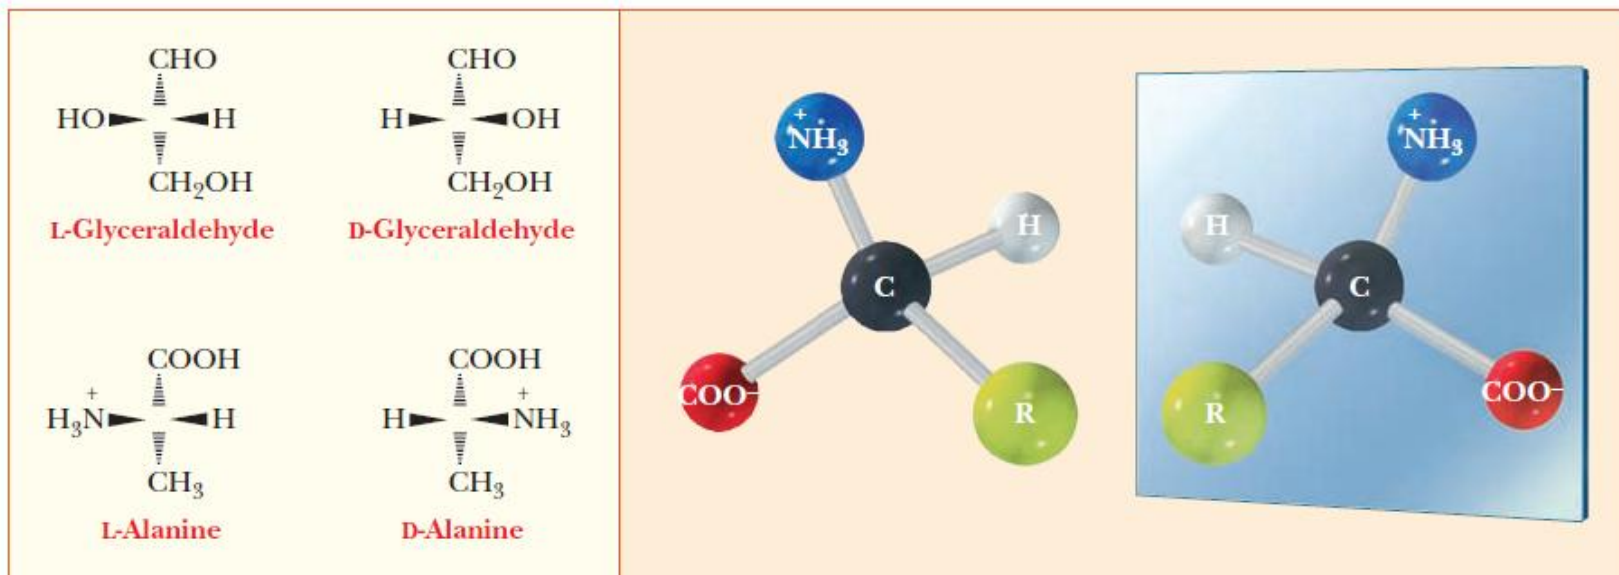 CHO
HO H
CH₂OH
L-Glyceraldehyde
CHO
H OH
CH₂OH
D-Glyceraldehyde
COOH
+
H₃N H
CH₃
L-Alanine
COOH
+
H NH₃
CH₃
D-Alanine
+
NH₃
H
C
COO−
R
+
NH₃
H
C
R
COO−